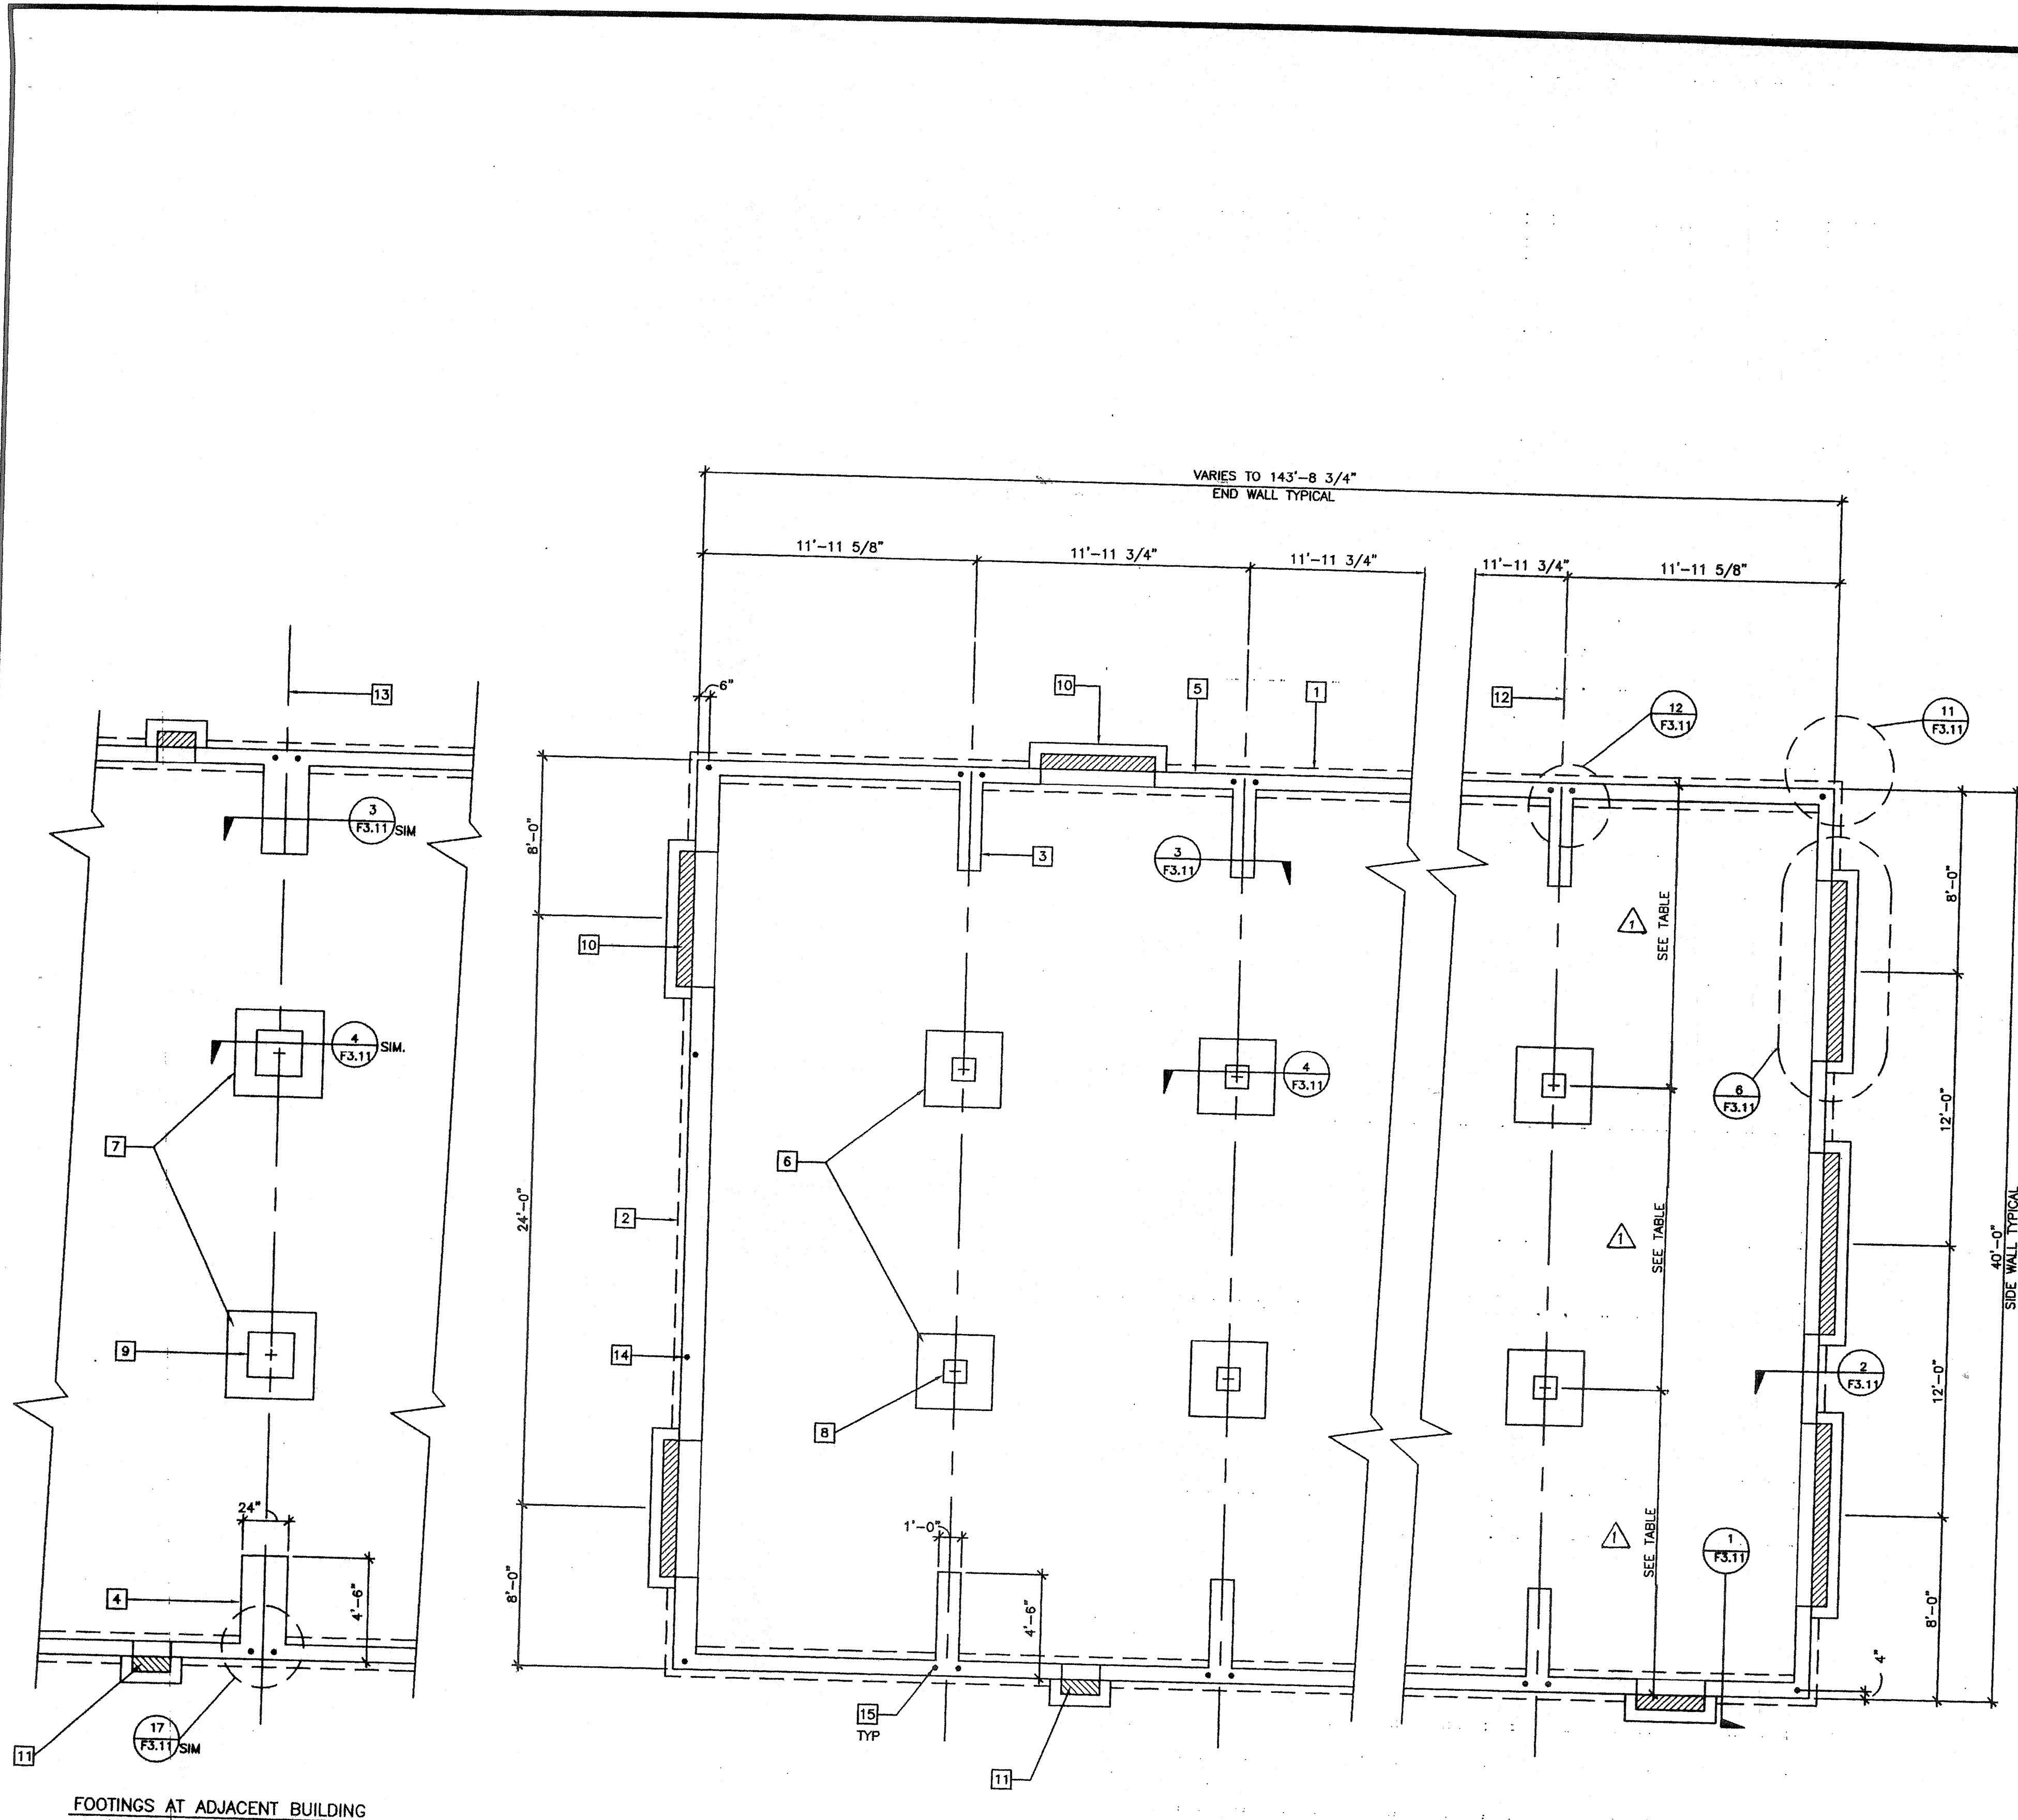 VARIES TO 143'-8 3/4"
END WALL TYPICAL
11'-11 5/8"
11'-11 3/4"
11'-11 3/4"
11'-11 3/4"
11'-11 5/8"
13
6"
10
5
1
12
12
F3.11
11
F3.11
3
F3.11 SIM
8'-0"
3
3
F3.11
1
SEE TABLE
8'-0"
10
4
F3.11 SIM.
4
F3.11
6
F3.11
12'-0"
7
6
24'-0"
2
1
SEE TABLE
40'-0"
SIDE WALL TYPICAL
9
14
2
F3.11
12'-0"
8
24"
1'-0"
1
SEE TABLE
1
F3.11
4
4'-6"
8'-0"
4'-6"
8'-0"
4"
17
F3.11 SIM
11
15
TYP
11
FOOTINGS AT ADJACENT BUILDING